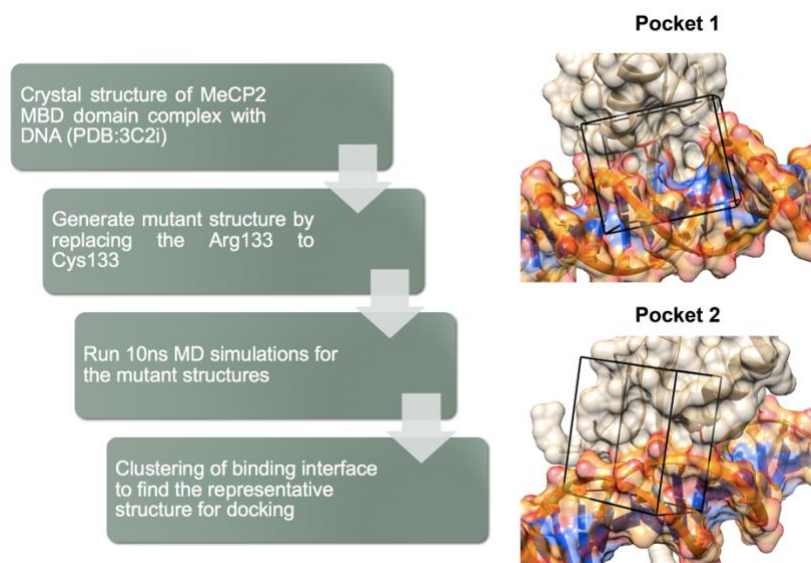 Crystal structure of MeCP2
MBD domain complex with
DNA (PDB:3C2i)
Generate mutant structure by
replacing the Arg133 to
Cys133
Run 10ns MD simulations for
the mutant structures
Clustering of binding interface
to find the representative
structure for docking
Pocket 1
Pocket 2